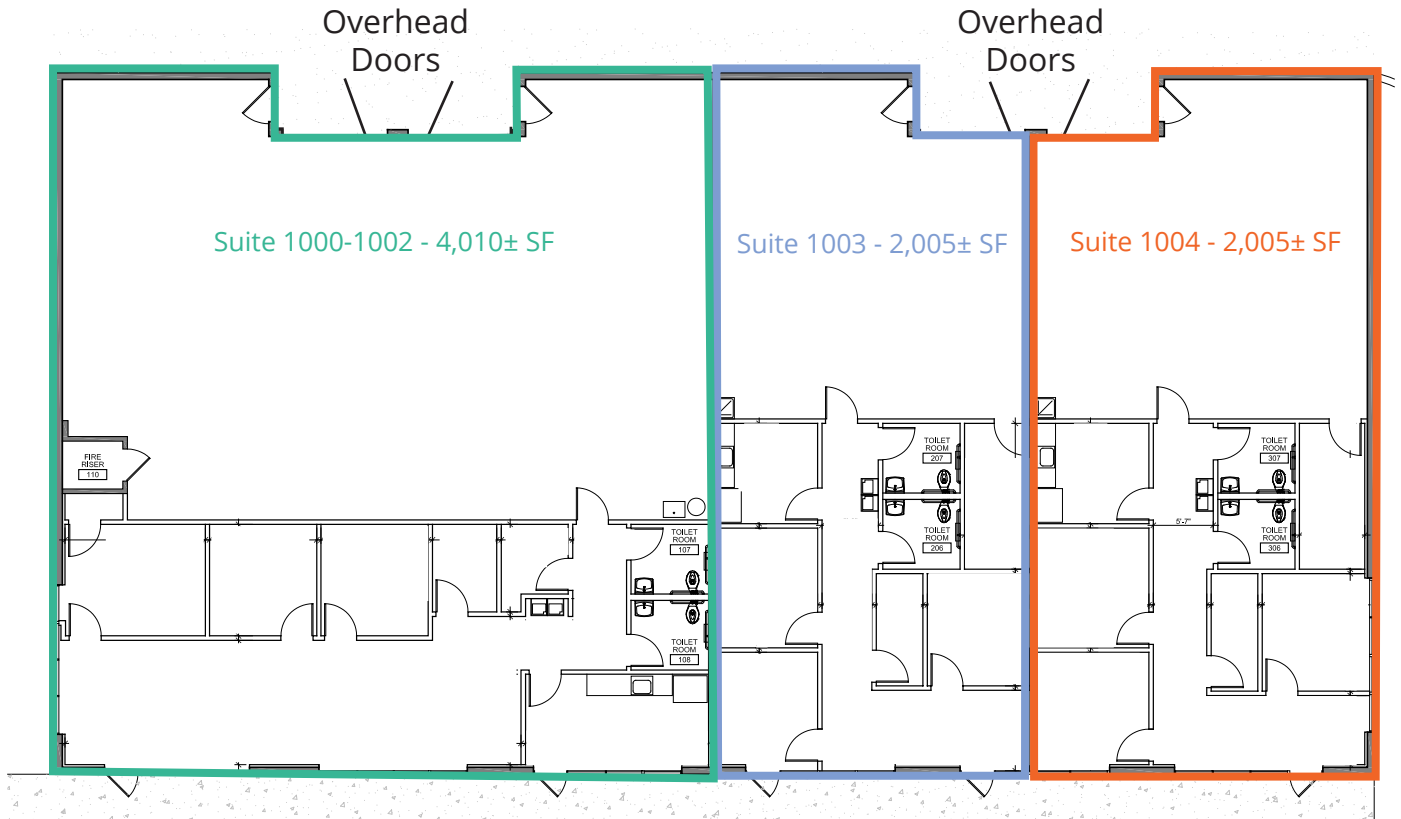 Overhead
Doors
Overhead
Doors
Suite 1000-1002 - 4,010± SF
Suite 1003 - 2,005± SF
Suite 1004 - 2,005± SF
FIRE
RISER
110
TOILET
ROOM
207
TOILET
ROOM
307
TOILET
ROOM
107
TOILET
ROOM
206
5'-7"
TOILET
ROOM
306
TOILET
ROOM
108